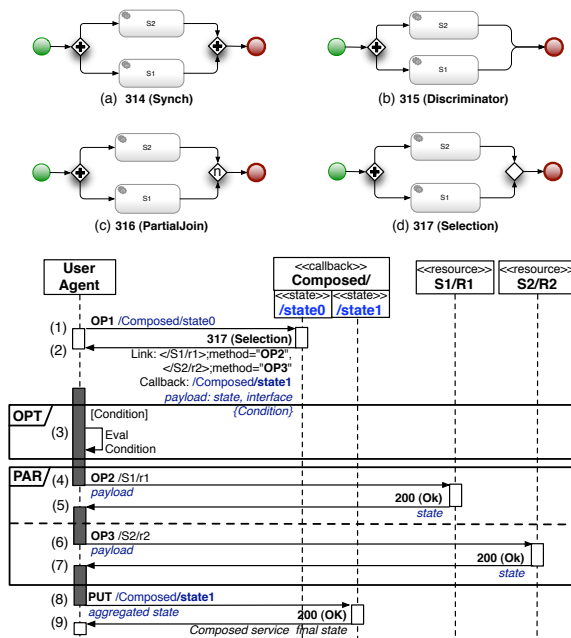 S2
S1
(a) 314 (Synch)
S2
S1
(b) 315 (Discriminator)
S2
S1
n
(c) 316 (PartialJoin)
S2
S1
(d) 317 (Selection)
User
Agent
<<callback>>
Composed/
<<state>>
/state0
<<state>>
/state1
<<resource>>
S1/R1
<<resource>>
S2/R2
(1)
OP1 /Composed/state0
(2)
317 (Selection)
Link: </S1/r1>;method="OP2",
</S2/r2>;method="OP3"
Callback: /Composed/state1
payload: state, interface
{Condition}
OPT
[Condition]
(3)
Eval
Condition
PAR
(4)
OP2 /S1/r1
payload
(5)
200 (Ok)
state
(6)
OP3 /S2/r2
payload
(7)
200 (Ok)
state
(8)
PUT /Composed/state1
aggregated state
(9)
200 (OK)
Composed service final state